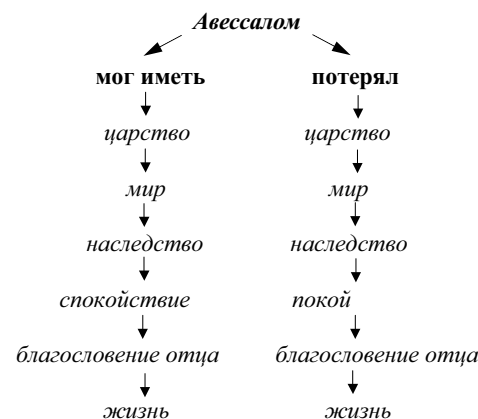 Авессалом
мог иметь потерял
царство царство
мир мир
наследство наследство
спокойствие покой
благословение отца благословение отца
жизнь жизнь